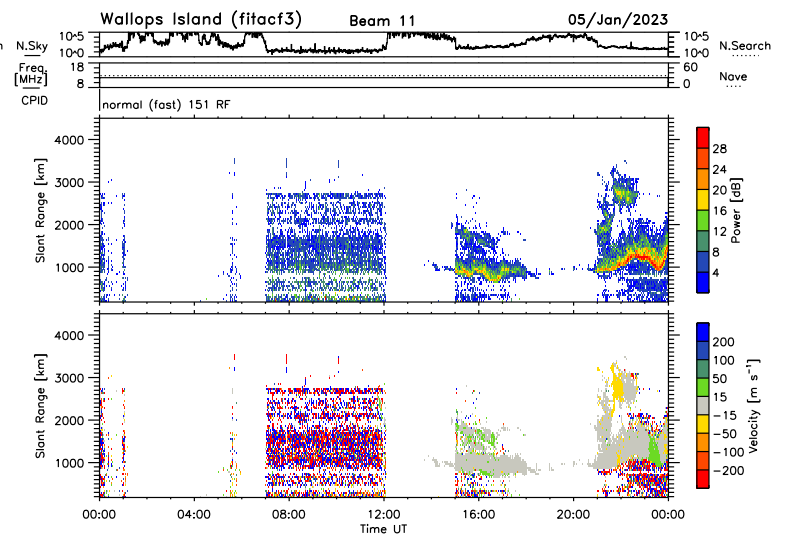 Wallops Island (fitacf3) Beam 11 05/Jan/2023
10^5 10^5
n N.Sky N.Search
10^0 10^0
Freq. 18 60
[MHz] Nave
8 0
CPID normal (fast) 151 RF
Slant Range [km]
4000
3000
2000
1000
28
24
20
16
12
8
4
Power [dB]
Slant Range [km]
4000
3000
2000
1000
200
100
50
15
−15
−50
−100
−200
Velocity [m s⁻¹]
00:00 04:00 08:00 12:00 16:00 20:00 00:00
Time UT